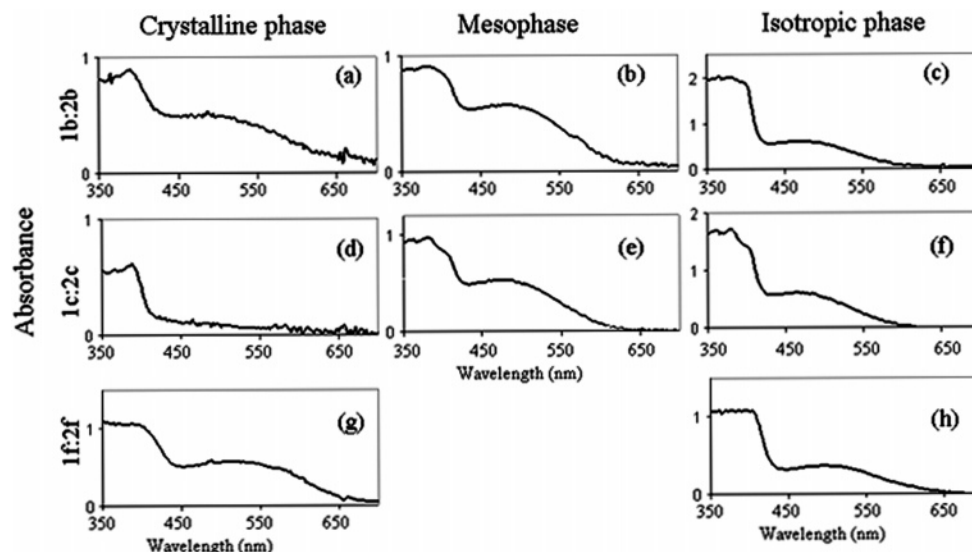 Crystalline phase Mesophase Isotropic phase
Absorbance
1b:2b
1 0 (a) 350 450 550 650
1 0 (b) 350 450 550 650
2 1 0 (c) 350 450 550 650
1c:2c
1 0 (d) 350 450 550 650
1 0 (e) 350 450 550 650
Wavelength (nm)
2 1 0 (f) 350 450 550 650
1f:2f
1 0 (g) 350 450 550 650
Wavelength (nm)
1 0 (h) 350 450 550 650
Wavelength (nm)